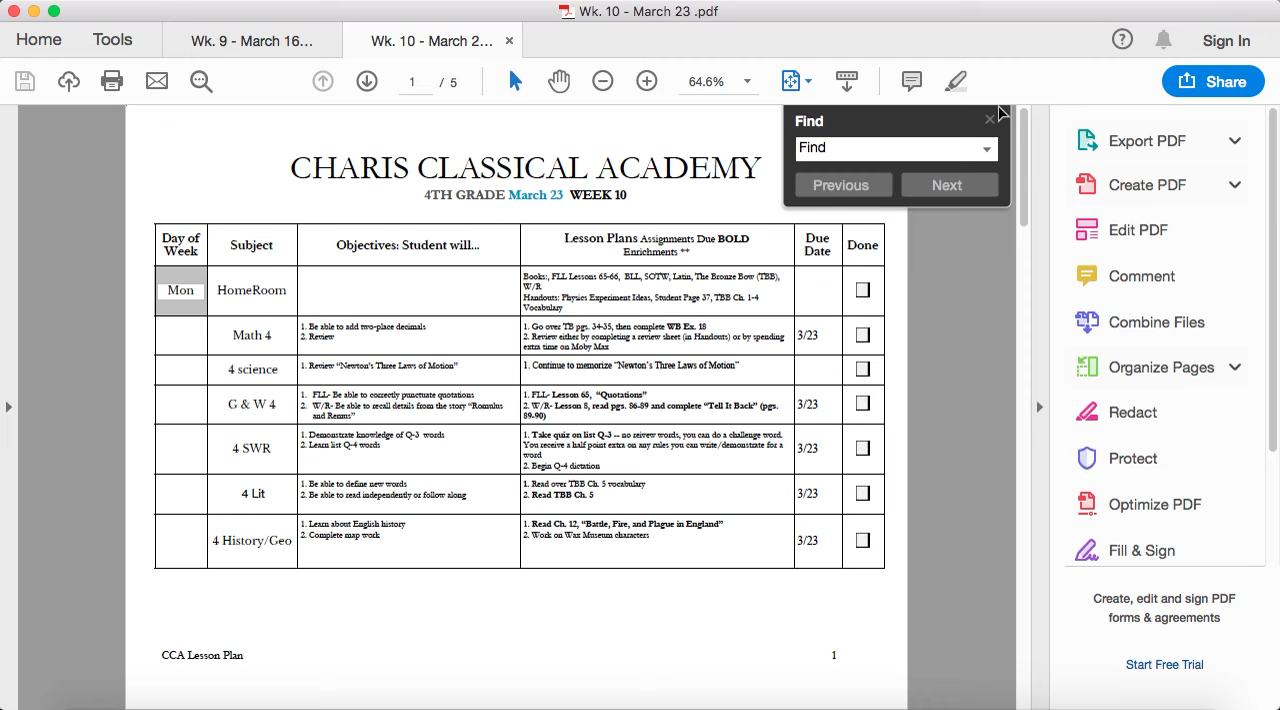 Wk. 10 - March 23 .pdf
Home Tools Wk. 9 - March 16... Wk. 10 - March 2... × ? Sign In
1 / 5 64.6% Share
Find ×
Find
Previous Next
CHARIS CLASSICAL ACADEMY
4TH GRADE March 23 WEEK 10
Day of Week Subject Objectives: Student will... Lesson Plans Assignments Due BOLD Enrichments ** Due Date Done
Mon HomeRoom
Books:, FLL Lessons 65-66, BLL, SOTW, Latin, The Bronze Bow (TBB),
W/R
Handouts: Physics Experiment Ideas, Student Page 37, TBB Ch. 1-4
Vocabulary
Math 4
1. Be able to add two-place decimals
2. Review
1. Go over TB pgs. 34-35, then complete WB Ex. 18
2. Review either by completing a review sheet (in Handouts) or by spending
extra time on Moby Max
3/23
4 science
1. Review “Newton's Three Laws of Motion”
1. Continue to memorize “Newton’s Three Laws of Motion”
G & W 4
1. FLL- Be able to correctly punctuate quotations
2. W/R- Be able to recall details from the story “Romulus
and Remus”
1. FLL- Lesson 65, “Quotations”
2. W/R- Lesson 8, read pgs. 86-89 and complete “Tell It Back” (pgs.
89-90)
3/23
4 SWR
1. Demonstrate knowledge of Q-3 words
2. Learn list Q-4 words
1. Take quiz on list Q-3 -- no reivew words, you can do a challenge word.
You receive a half point extra on any rules you can write/demonstrate for a
word
2. Begin Q-4 dictation
3/23
4 Lit
1. Be able to define new words
2. Be able to read independently or follow along
1. Read over TBB Ch. 5 vocabulary
2. Read TBB Ch. 5
3/23
4 History/Geo
1. Learn about English history
2. Complete map work
1. Read Ch. 12, “Battle, Fire, and Plague in England”
2. Work on Wax Museum characters
3/23
CCA Lesson Plan 1
Export PDF
Create PDF
Edit PDF
Comment
Combine Files
Organize Pages
Redact
Protect
Optimize PDF
Fill & Sign
Create, edit and sign PDF
forms & agreements
Start Free Trial